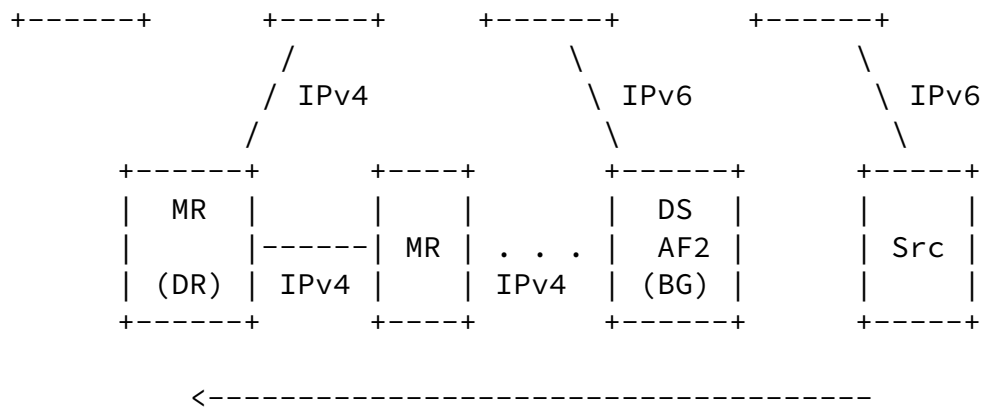 +------+ +-----+ +------+ +------+
/ \ \
/ IPv4 \ IPv6 \ IPv6
/ \ \
+------+ +----+ +------+ +-----+
| MR | | | | DS | | |
| |------| MR | . . . | AF2 | | Src |
| (DR) | IPv4 | | IPv4 | (BG) | | |
+------+ +----+ +------+ +-----+
<----------------------------------